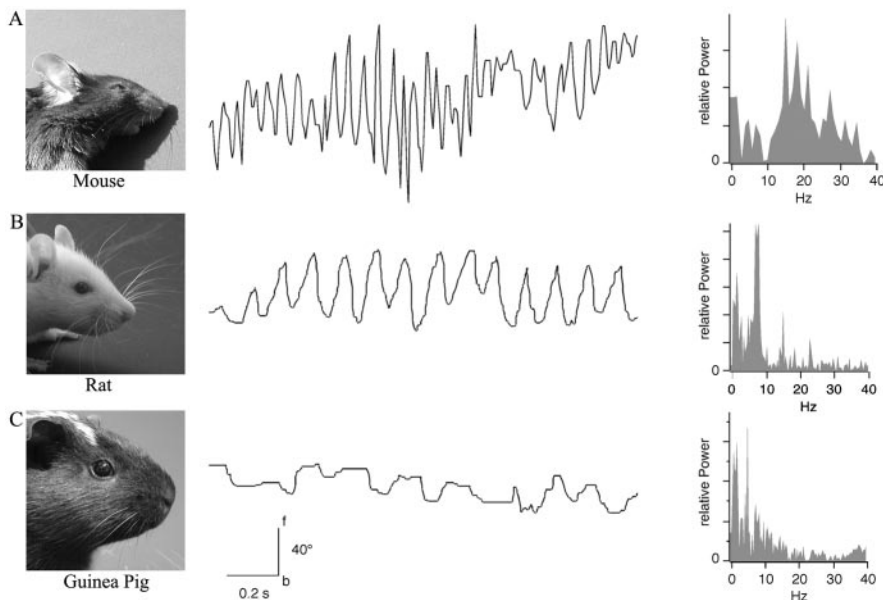 A
Mouse
relative Power
0
0 10 20 30 40
Hz
B
Rat
relative Power
0
0 10 20 30 40
Hz
C
Guinea Pig
f
40°
b
0.2 s
relative Power
0
0 10 20 30 40
Hz